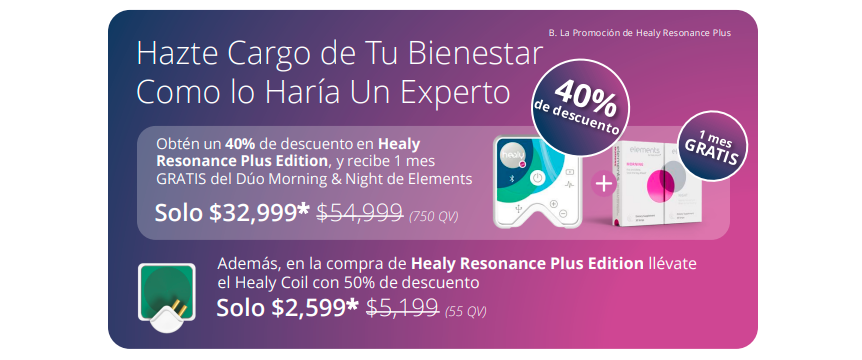 B. La Promoción de Healy Resonance Plus
Hazte Cargo de Tu Bienestar
Como lo Haría Un Experto
40%
de descuento
1 mes
GRATIS
Obtén un 40% de descuento en Healy
Resonance Plus Edition, y recibe 1 mes
GRATIS del Dúo Morning & Night de Elements
Solo $32,999* $54,999 (750 QV)
healy
+
elements
Además, en la compra de Healy Resonance Plus Edition llévate
el Healy Coil con 50% de descuento
Solo $2,599* $5,199 (55 QV)